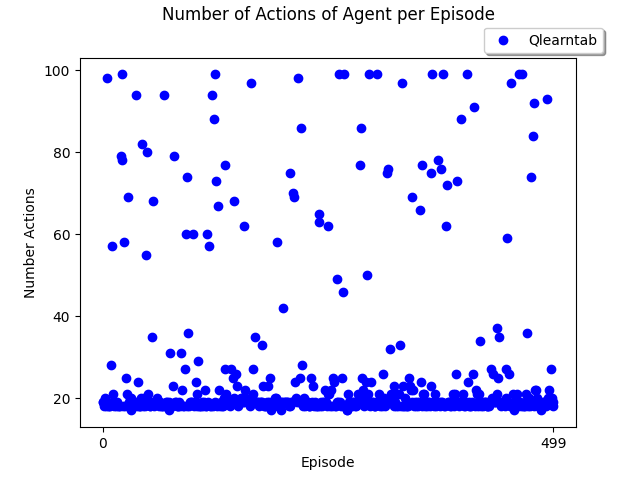 Number of Actions of Agent per Episode
Qlearntab
100
80
60
40
20
Number Actions
0
499
Episode